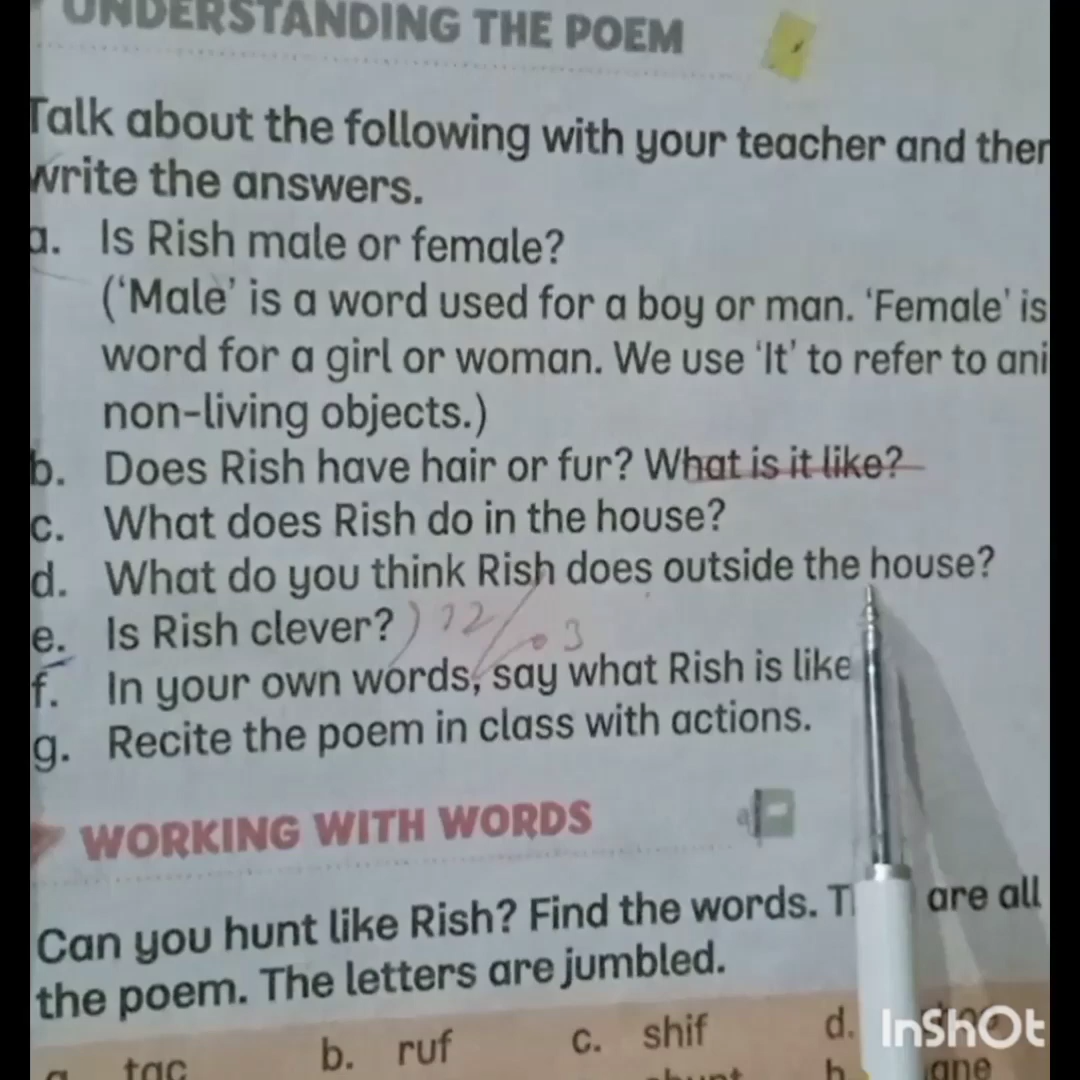 UNDERSTANDING THE POEM
Talk about the following with your teacher and then
write the answers.
a. Is Rish male or female?
('Male' is a word used for a boy or man. 'Female' is
word for a girl or woman. We use 'It' to refer to ani
non-living objects.)
b. Does Rish have hair or fur? What is it like?
c. What does Rish do in the house?
d. What do you think Rish does outside the house?
e. Is Rish clever?
f. In your own words, say what Rish is like
g. Recite the poem in class with actions.
WORKING WITH WORDS
Can you hunt like Rish? Find the words. T are all
the poem. The letters are jumbled.
tac b. ruf c. shif d.
h.
InShOt